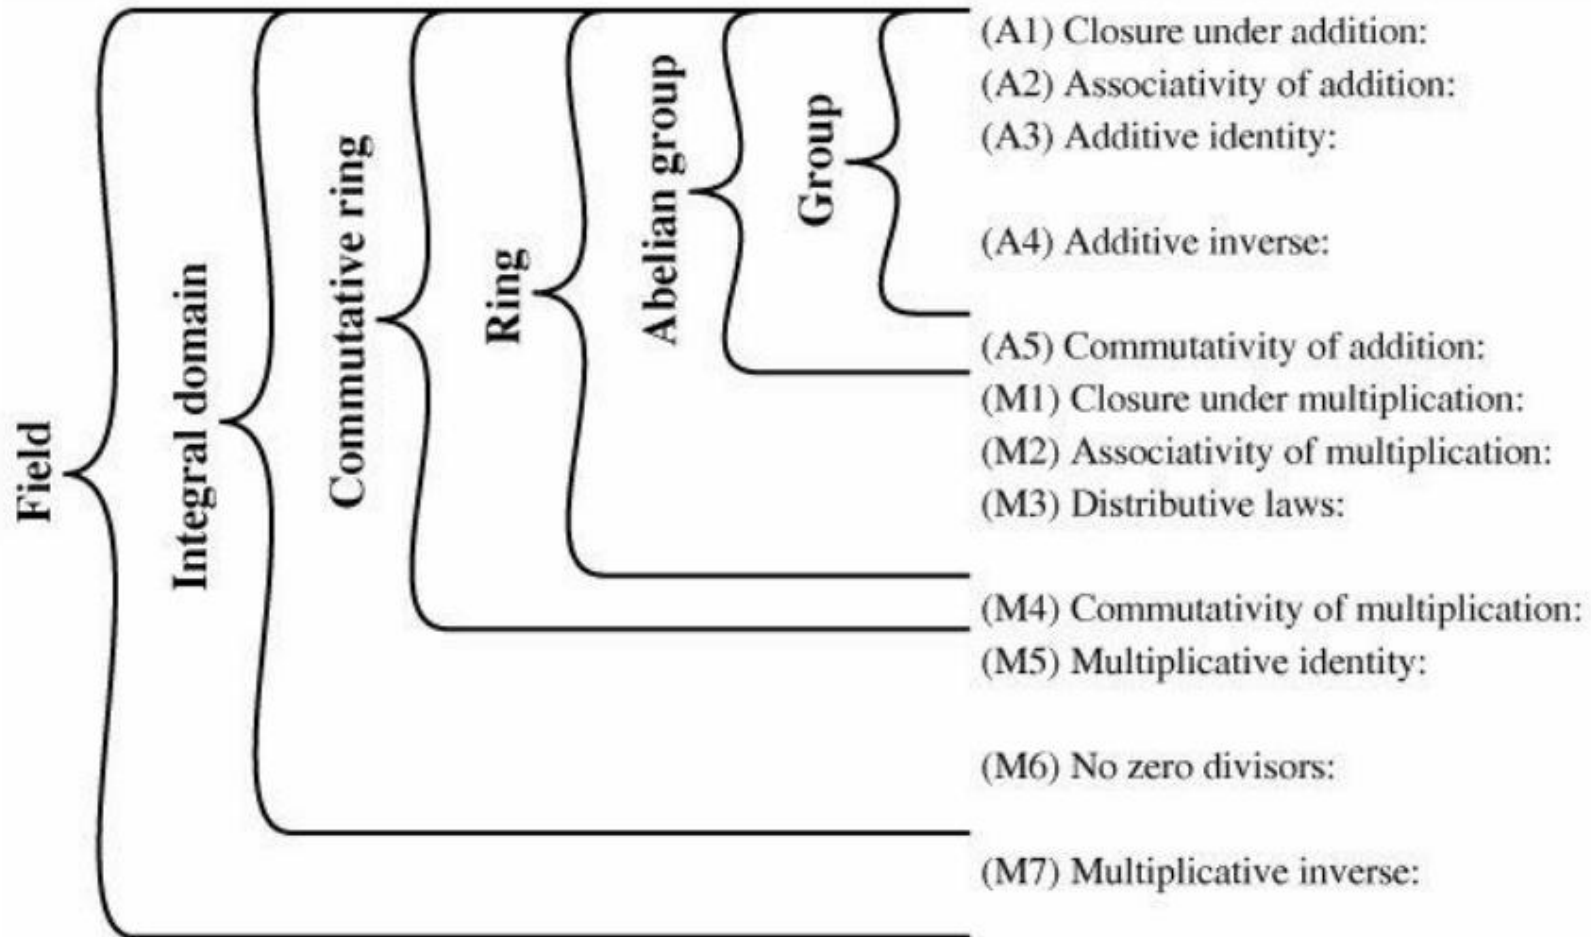 Field
Integral domain
Commutative ring
Ring
Abelian group
Group
(A1) Closure under addition:
(A2) Associativity of addition:
(A3) Additive identity:
(A4) Additive inverse:
(A5) Commutativity of addition:
(M1) Closure under multiplication:
(M2) Associativity of multiplication:
(M3) Distributive laws:
(M4) Commutativity of multiplication:
(M5) Multiplicative identity:
(M6) No zero divisors:
(M7) Multiplicative inverse: